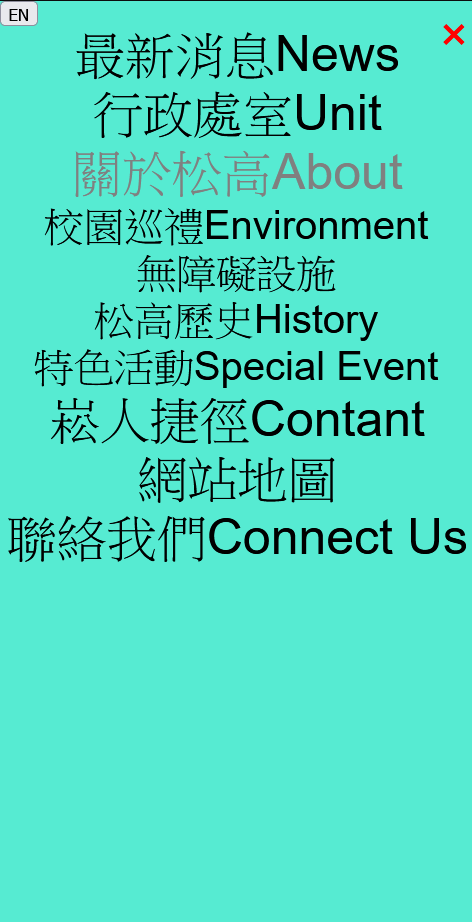 EN
×
最新消息News
行政處室Unit
關於松高About
校園巡禮Environment
無障礙設施
松高歷史History
特色活動Special Event
崧人捷徑Contant
網站地圖
聯絡我們Connect Us